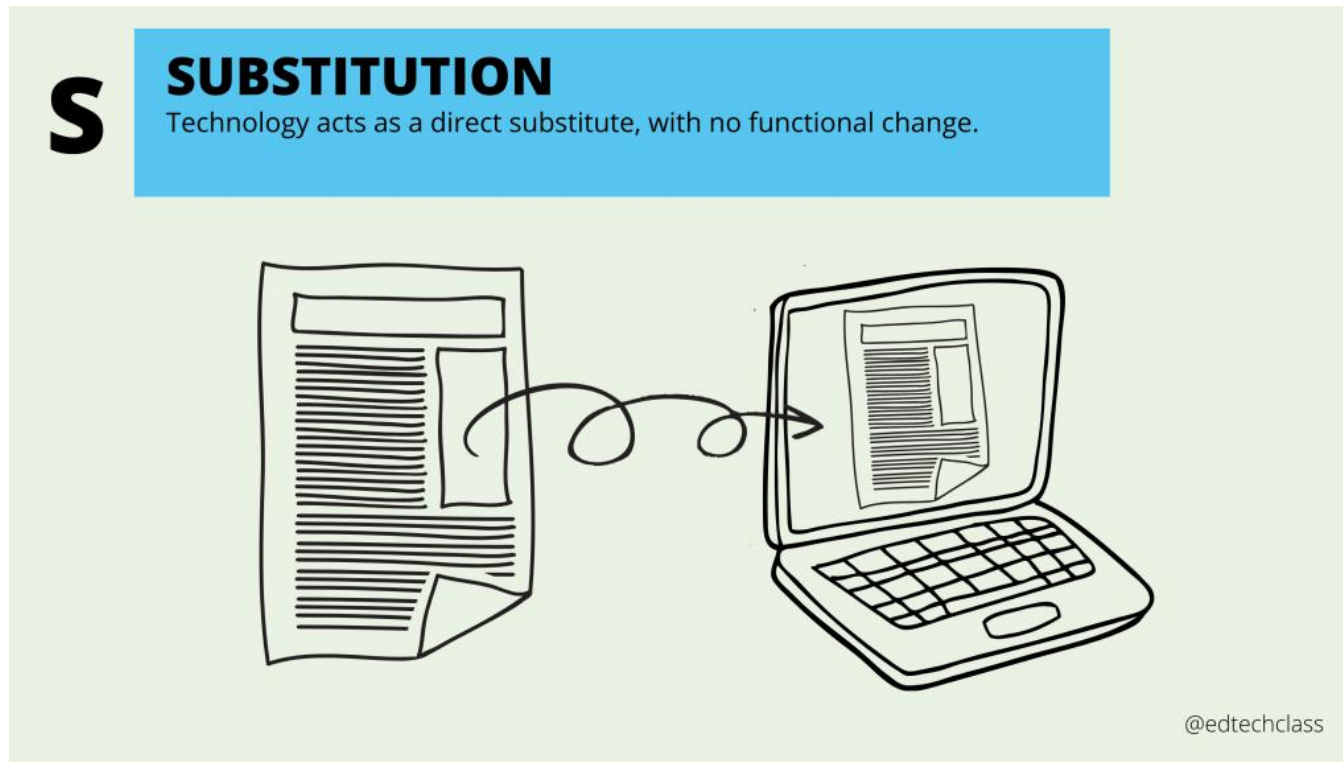 S
SUBSTITUTION
Technology acts as a direct substitute, with no functional change.
@edtechclass